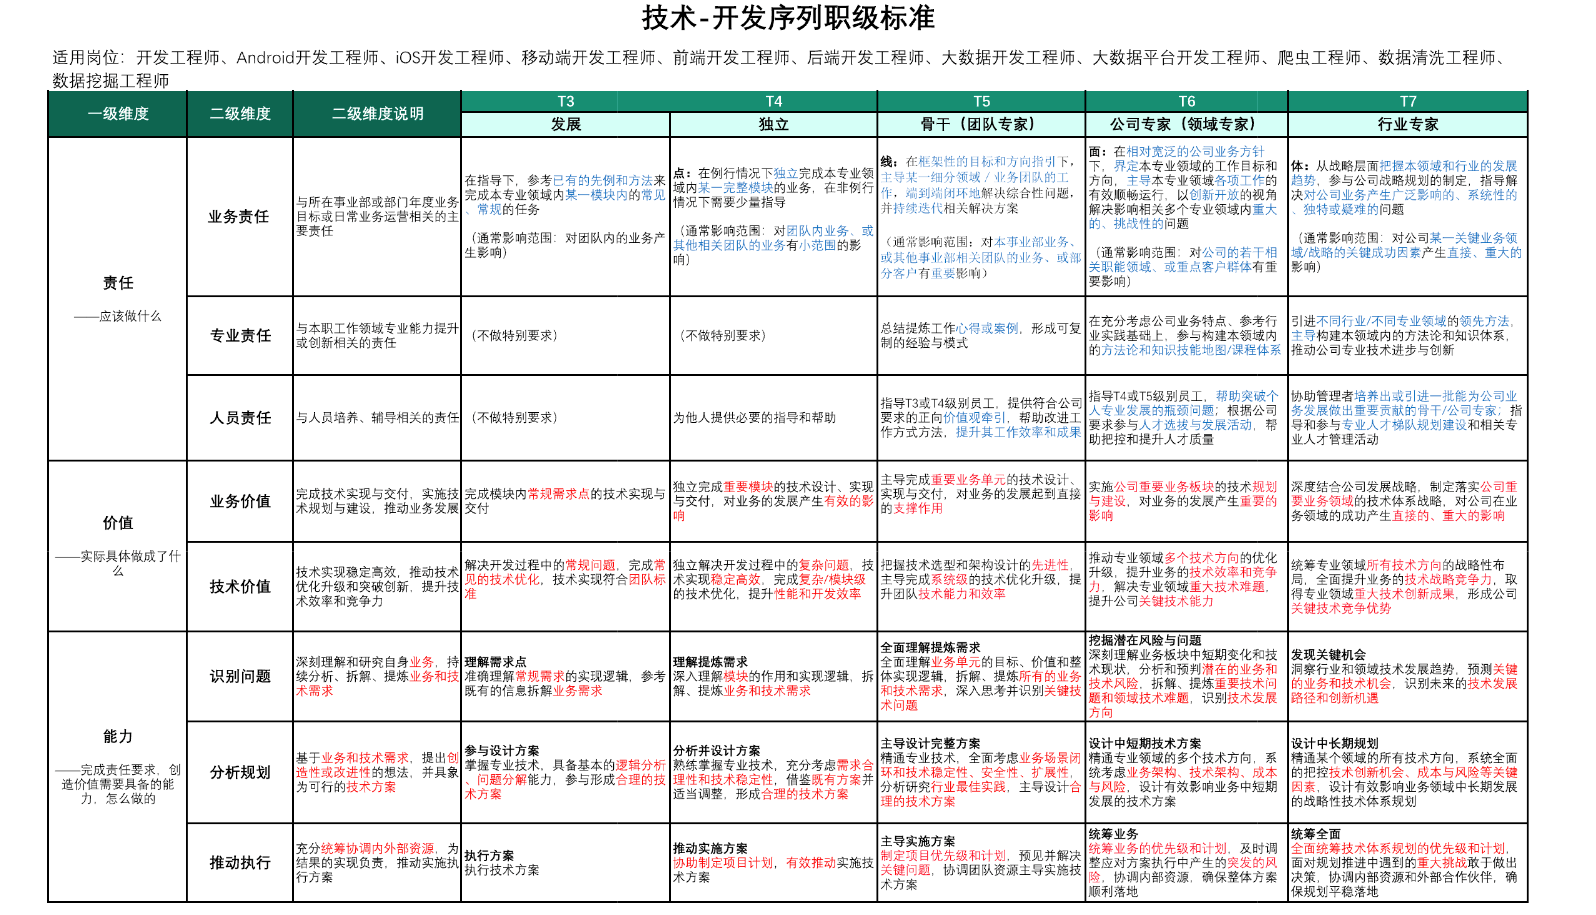 技术-开发序列职级标准
适用岗位：开发工程师、Android开发工程师、iOS开发工程师、移动端开发工程师、前端开发工程师、后端开发工程师、大数据开发工程师、大数据平台开发工程师、爬虫工程师、数据清洗工程师、
数据挖掘工程师
一级维度
二级维度
二级维度说明
T3
T4
T5
T6
T7
发展
独立
骨干（团队专家）
公司专家（领域专家）
行业专家
责任
——应该做什么
业务责任
与所在事业部或部门年度业务
目标或日常业务运营相关的主
要责任
在指导下，参考已有的先例和方法来
完成本专业领域内某一模块内的常见
、常规的任务
（通常影响范围：对团队内的业务产
生影响）
点：在例行情况下独立完成本专业领
域内某一完整模块的业务，在非例行
情况下需要少量指导
（通常影响范围：对团队内业务、或
其他相关团队的业务有小范围的影
响）
线：在框架性的目标和方向指引下，
主导某一细分领域／业务团队的工
作，端到端闭环地解决综合性问题，
并持续迭代相关解决方案
（通常影响范围：对本事业部业务、
或其他事业部相关团队的业务、或部
分客户有重要影响）
面：在相对宽泛的公司业务方针
下，界定本专业领域的工作目标和
方向，主导本专业领域各项工作的
有效顺畅运行，以创新开放的视角
解决影响相关多个专业领域内重大
的、挑战性的问题
（通常影响范围：对公司的若干相
关职能领域、或重点客户群体有重
要影响）
体：从战略层面把握本领域和行业的发展
趋势，参与公司战略规划的制定，指导解
决对公司业务产生广泛影响的、系统性的
、独特或疑难的问题
（通常影响范围：对公司某一关键业务领
域/战略的关键成功因素产生直接、重大的
影响）
专业责任
与本职工作领域专业能力提升
或创新相关的责任
（不做特别要求）
（不做特别要求）
总结提炼工作心得或案例，形成可复
制的经验与模式
在充分考虑公司业务特点、参考行
业实践基础上，参与构建本领域内
的方法论和知识技能地图/课程体系
引进不同行业/不同专业领域的领先方法，
主导构建本领域内的方法论和知识体系，
推动公司专业技术进步与创新
人员责任
与人员培养、辅导相关的责任
（不做特别要求）
为他人提供必要的指导和帮助
指导T3或T4级别员工，提供符合公司
要求的正向价值观牵引，帮助改进工
作方式方法，提升其工作效率和成果
指导T4或T5级别员工，帮助突破个
人专业发展的瓶颈问题；根据公司
要求参与人才选拔与发展活动，帮
助把控和提升人才质量
协助管理者培养出或引进一批能为公司业
务发展做出重要贡献的骨干/公司专家；指
导和参与专业人才梯队规划建设和相关专
业人才管理活动
价值
——实际具体做成了什
么
业务价值
完成技术实现与交付，实施技
术规划与建设，推动业务发展
完成模块内常规需求点的技术实现与
交付
独立完成重要模块的技术设计、实现
与交付，对业务的发展产生有效的影
响
主导完成重要业务单元的技术设计、
实现与交付，对业务的发展起到直接
的支撑作用
实施公司重要业务板块的技术规划
与建设，对业务的发展产生重要的
影响
深度结合公司发展战略，制定落实公司重
要业务领域的技术体系战略，对公司在业
务领域的成功产生直接的、重大的影响
技术价值
技术实现稳定高效，推动技术
优化升级和突破创新，提升技
术效率和竞争力
解决开发过程中的常规问题，完成常
见的技术优化，技术实现符合团队标
准
独立解决开发过程中的复杂问题，技
术实现稳定高效，完成复杂/模块级
的技术优化，提升性能和开发效率
把握技术选型和架构设计的先进性，
主导完成系统级的技术优化升级，提
升团队技术能力和效率
推动专业领域多个技术方向的优化
升级，提升业务的技术效率和竞争
力，解决专业领域重大技术难题，
提升公司关键技术能力
统筹专业领域所有技术方向的战略性布
局，全面提升业务的技术战略竞争力，取
得专业领域重大技术创新成果，形成公司
关键技术竞争优势
能力
——完成责任要求，创
造价值需要具备的能
力，怎么做的
识别问题
深刻理解和研究自身业务，持
续分析、拆解、提炼业务和技
术需求
理解需求点
准确理解常规需求的实现逻辑，参考
既有的信息拆解业务需求
理解提炼需求
深入理解模块的作用和实现逻辑，拆
解、提炼业务和技术需求
全面理解提炼需求
全面理解业务单元的目标、价值和整
体实现逻辑，拆解、提炼所有的业务
和技术需求，深入思考并识别关键技
术问题
挖掘潜在风险与问题
深刻理解业务板块中短期变化和技
术现状，分析和预判潜在的业务和
技术风险，拆解、提炼重要技术问
题和领域技术难题，识别技术发展
方向
发现关键机会
洞察行业和领域技术发展趋势，预测关键
的业务和技术机会，识别未来的技术发展
路径和创新机遇
分析规划
基于业务和技术需求，提出创
造性或改进性的想法，并具象
为可行的技术方案
参与设计方案
掌握专业技术，具备基本的逻辑分析
、问题分解能力，参与形成合理的技
术方案
分析并设计方案
熟练掌握专业技术，充分考虑需求合
理性和技术稳定性，借鉴既有方案并
适当调整，形成合理的技术方案
主导设计完整方案
精通专业技术，全面考虑业务场景闭
环和技术稳定性、安全性、扩展性，
分析研究行业最佳实践，主导设计合
理的技术方案
设计中短期技术方案
精通专业领域的多个技术方向，系
统考虑业务架构、技术架构、成本
与风险，设计有效影响业务中短期
发展的技术方案
设计中长期规划
精通某个领域的所有技术方向，系统全面
的把控技术创新机会、成本与风险等关键
因素，设计有效影响业务领域中长期发展
的战略性技术体系规划
推动执行
充分统筹协调内外部资源，为
结果的实现负责，推动实施执
行方案
执行方案
执行技术方案
推动实施方案
协助制定项目计划，有效推动实施技
术方案
主导实施方案
制定项目优先级和计划，预见并解决
关键问题，协调团队资源主导实施技
术方案
统筹业务
统筹业务的优先级和计划，及时调
整应对方案执行中产生的突发的风
险，协调内部资源，确保整体方案
顺利落地
统筹全面
全面统筹技术体系规划的优先级和计划，
面对规划推进中遇到的重大挑战敢于做出
决策，协调内部资源和外部合作伙伴，确
保规划平稳落地